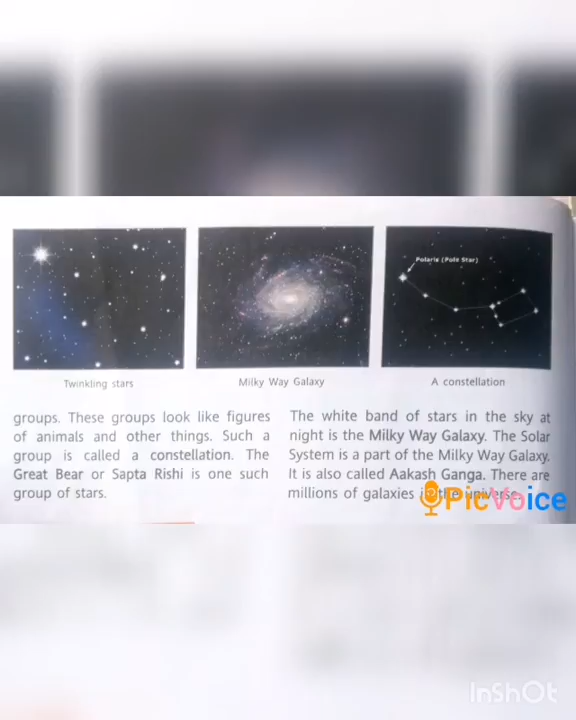 Polaris (Pole Star)
Twinkling stars
Milky Way Galaxy
A constellation
groups. These groups look like figures
of animals and other things. Such a
group is called a constellation. The
Great Bear or Sapta Rishi is one such
group of stars.
The white band of stars in the sky at
night is the Milky Way Galaxy. The Solar
System is a part of the Milky Way Galaxy.
It is also called Aakash Ganga. There are
millions of galaxies in the universe.
PicVoice
InShOt